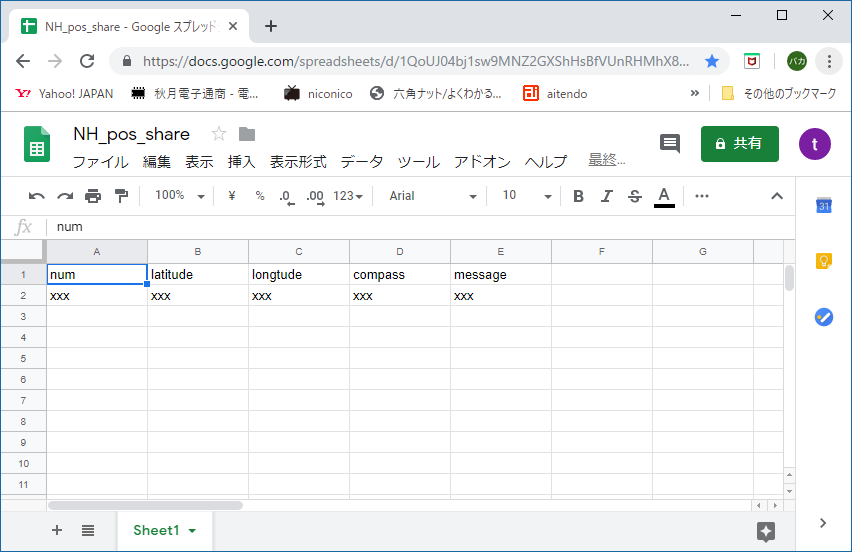 NH_pos_share - Google スプレッド
https://docs.google.com/spreadsheets/d/1QoUJ04bj1sw9MNZ2GXShHsBfVUnRHMhX8...
バカ
Yahoo! JAPAN 秋月電子通商 - 電... niconico 六角ナット/よくわかる... aitendo » その他のブックマーク
NH_pos_share
共有
t
ファイル 編集 表示 挿入 表示形式 データ ツール アドオン ヘルプ 最終...
100% ¥ % .0 .00 123 Arial 10 B I S A ...
31
fx num
A B C D E F G
1 num latitude longtude compass message
2 xxx xxx xxx xxx xxx
3
4
5
6
7
8
9
10
11
Sheet1